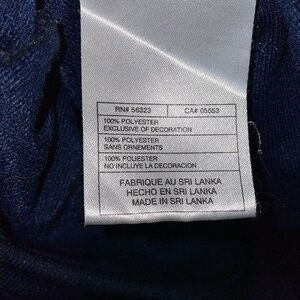 RN# 56323 CA# 05553
100% POLYESTER
EXCLUSIVE OF DECORATION
100% POLYESTER
SANS ORNEMENTS
100% POLIESTER
NO INCLUYE LA DECORACION
FABRIQUE AU SRI LANKA
HECHO EN SRI LANKA
MADE IN SRI LANKA